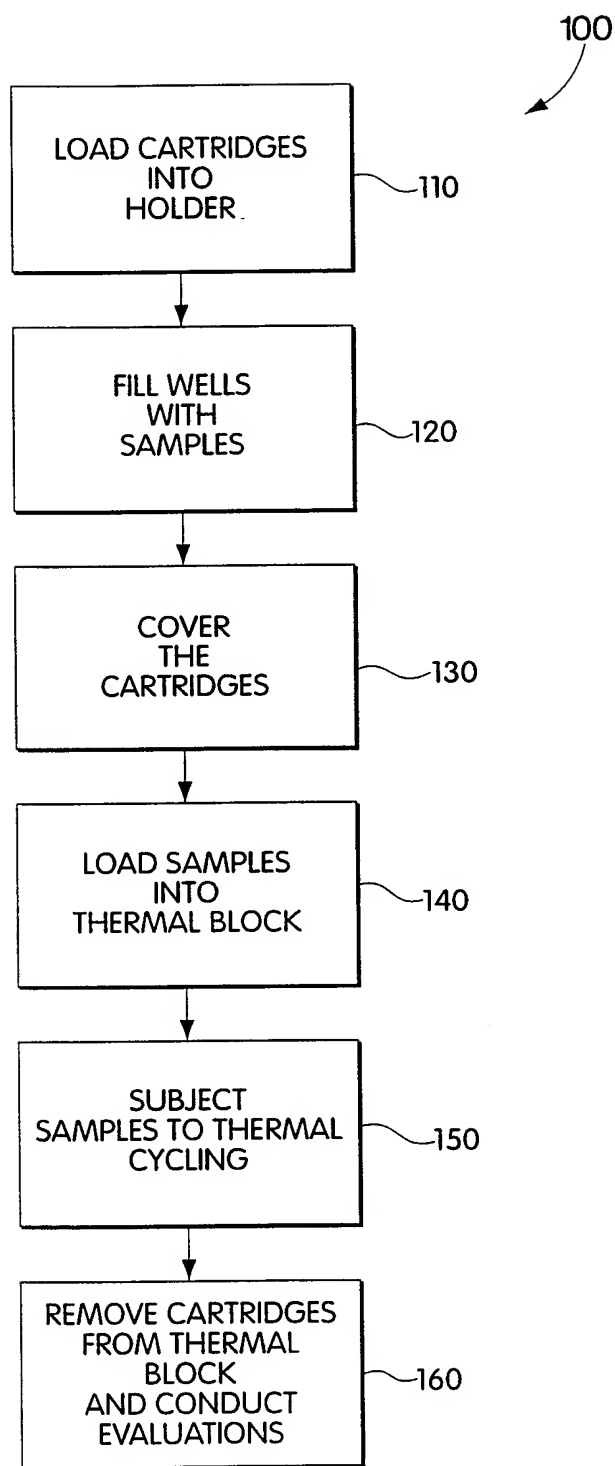 100
LOAD CARTRIDGES
INTO
HOLDER
110
FILL WELLS
WITH
SAMPLES
120
COVER
THE
CARTRIDGES
130
LOAD SAMPLES
INTO
THERMAL BLOCK
140
SUBJECT
SAMPLES TO THERMAL
CYCLING
150
REMOVE CARTRIDGES
FROM THERMAL
BLOCK
AND CONDUCT
EVALUATIONS
160